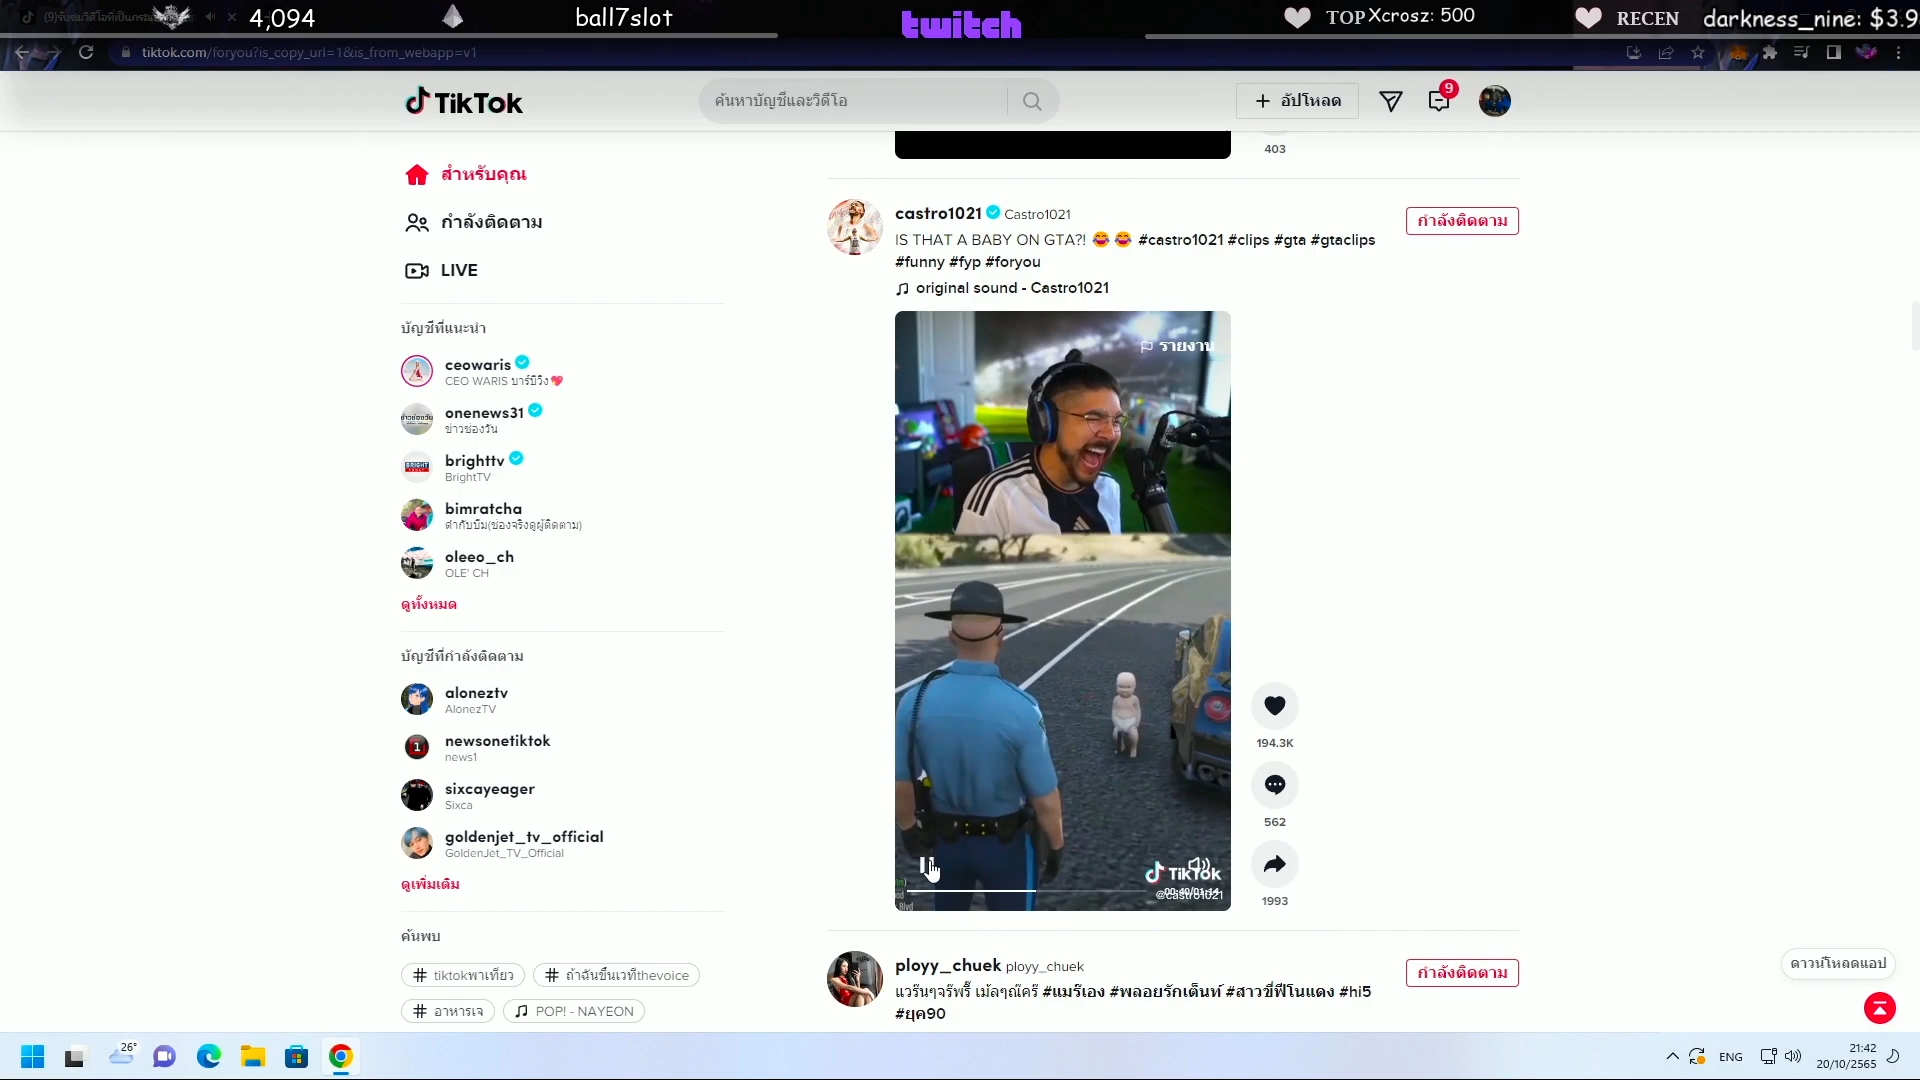 4,094
ball7slot
twitch
TOP Xcrosz: 500
RECEN
darkness_nine: $3.9
tiktok.com/foryou?is_copy_url=1&is_from_webapp=v1
TikTok
ค้นหาบัญชีและวิดีโอ
อัปโหลด
9
สำหรับคุณ
กำลังติดตาม
LIVE
บัญชีที่แนะนำ
ceowaris
CEO WARIS บาร์บีวิง💖
onenews31
ข่าวช่องวัน
brighttv
BrightTV
bimratcha
ดำกับบิม(ช่องจริงดูผู้ติดตาม)
oleeo_ch
OLE' CH
ดูทั้งหมด
บัญชีที่กำลังติดตาม
aloneztv
AlonezTV
newsonetiktok
news1
sixcayeager
Sixca
goldenjet_tv_official
GoldenJet_TV_Official
ดูเพิ่มเติม
ค้นพบ
# tiktokพาเที่ยว
# ถ้าฉันขึ้นเวทีthevoice
# อาหารเจ
POP! - NAYEON
403
castro1021 Castro1021
กำลังติดตาม
IS THAT A BABY ON GTA?! 😂 😂 #castro1021 #clips #gta #gtaclips
#funny #fyp #foryou
original sound - Castro1021
รายงาน
TikTok
@castro1021
00:40/01:14
Blvd
194.3K
562
1993
ployy_chuek ployy_chuek
กำลังติดตาม
แวร๊นๆจร๊พรี๊ เม้ลๆณ๊คร๊ #แมร๊เอง #พลอยรักเต็นท์ #สาวขี่ฟีโนแดง #hi5
#ยุค90
ดาวน์โหลดแอป
26°
ENG
21:42
20/10/2565